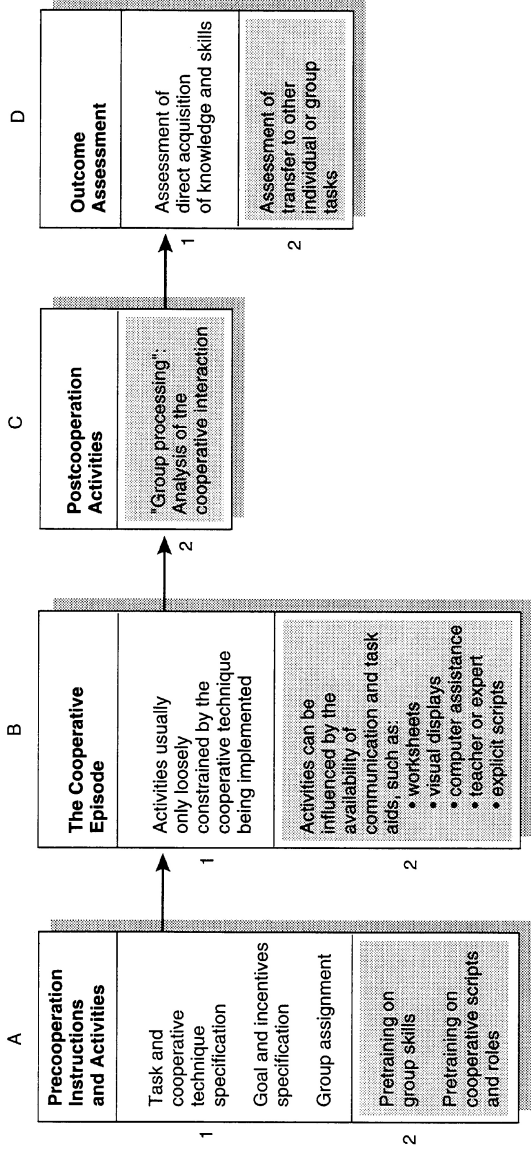 A
Precooperation
Instructions
and Activities
1
Task and
cooperative
technique
specification
Goal and incentives
specification
Group assignment
2
Pretraining on
group skills
Pretraining on
cooperative scripts
and roles
B
The Cooperative
Episode
1
Activities usually
only loosely
constrained by the
cooperative technique
being implemented
2
Activities can be
influenced by the
availability of
communication and task
aids, such as:
• worksheets
• visual displays
• computer assistance
• teacher or expert
• explicit scripts
C
Postcooperation
Activities
2
"Group processing":
Analysis of the
cooperative interaction
D
Outcome
Assessment
1
Assessment of
direct acquisition
of knowledge and skills
2
Assessment of
transfer to other
individual or group
tasks